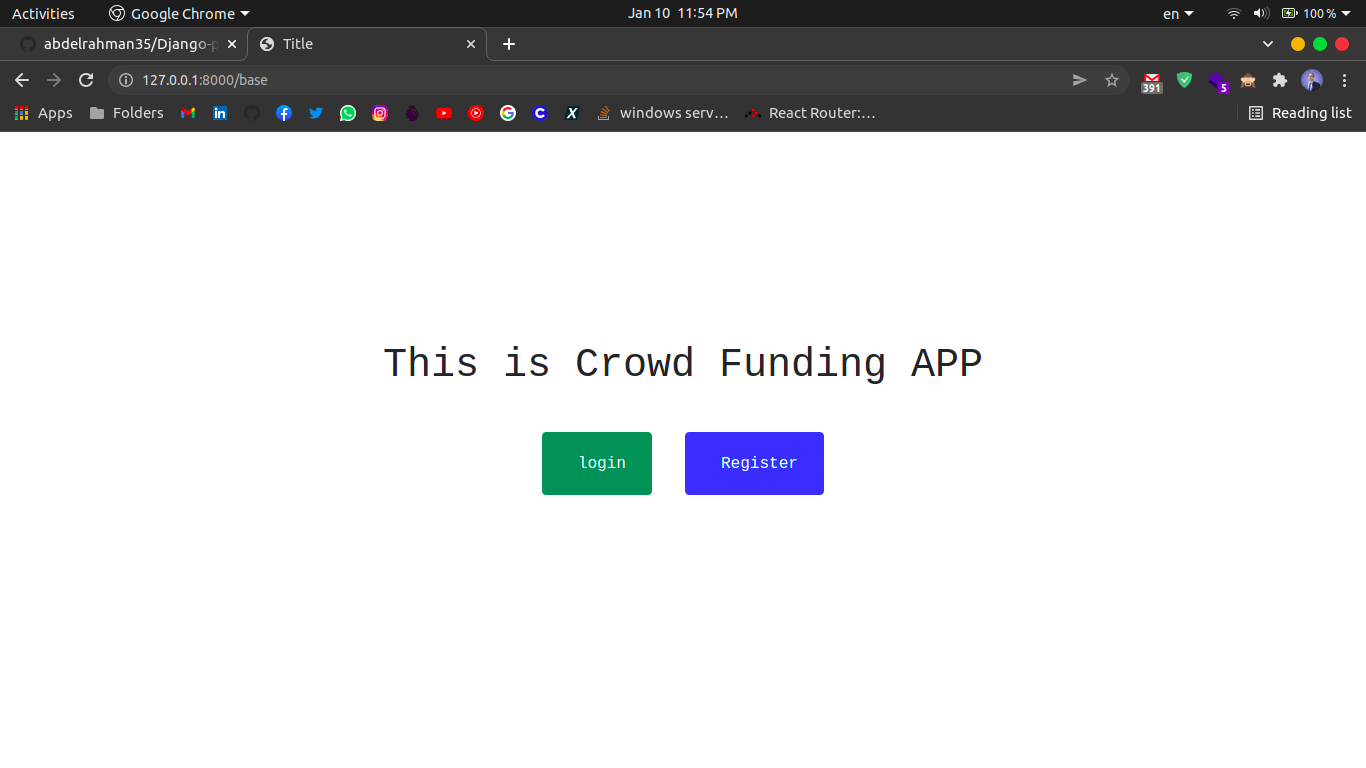 Activities Google Chrome Jan 10 11:54 PM en 100 %
abdelrahman35/Django-p Title
127.0.0.1:8000/base 391 5
Apps Folders windows serv… React Router:… Reading list
This is Crowd Funding APP
login Register